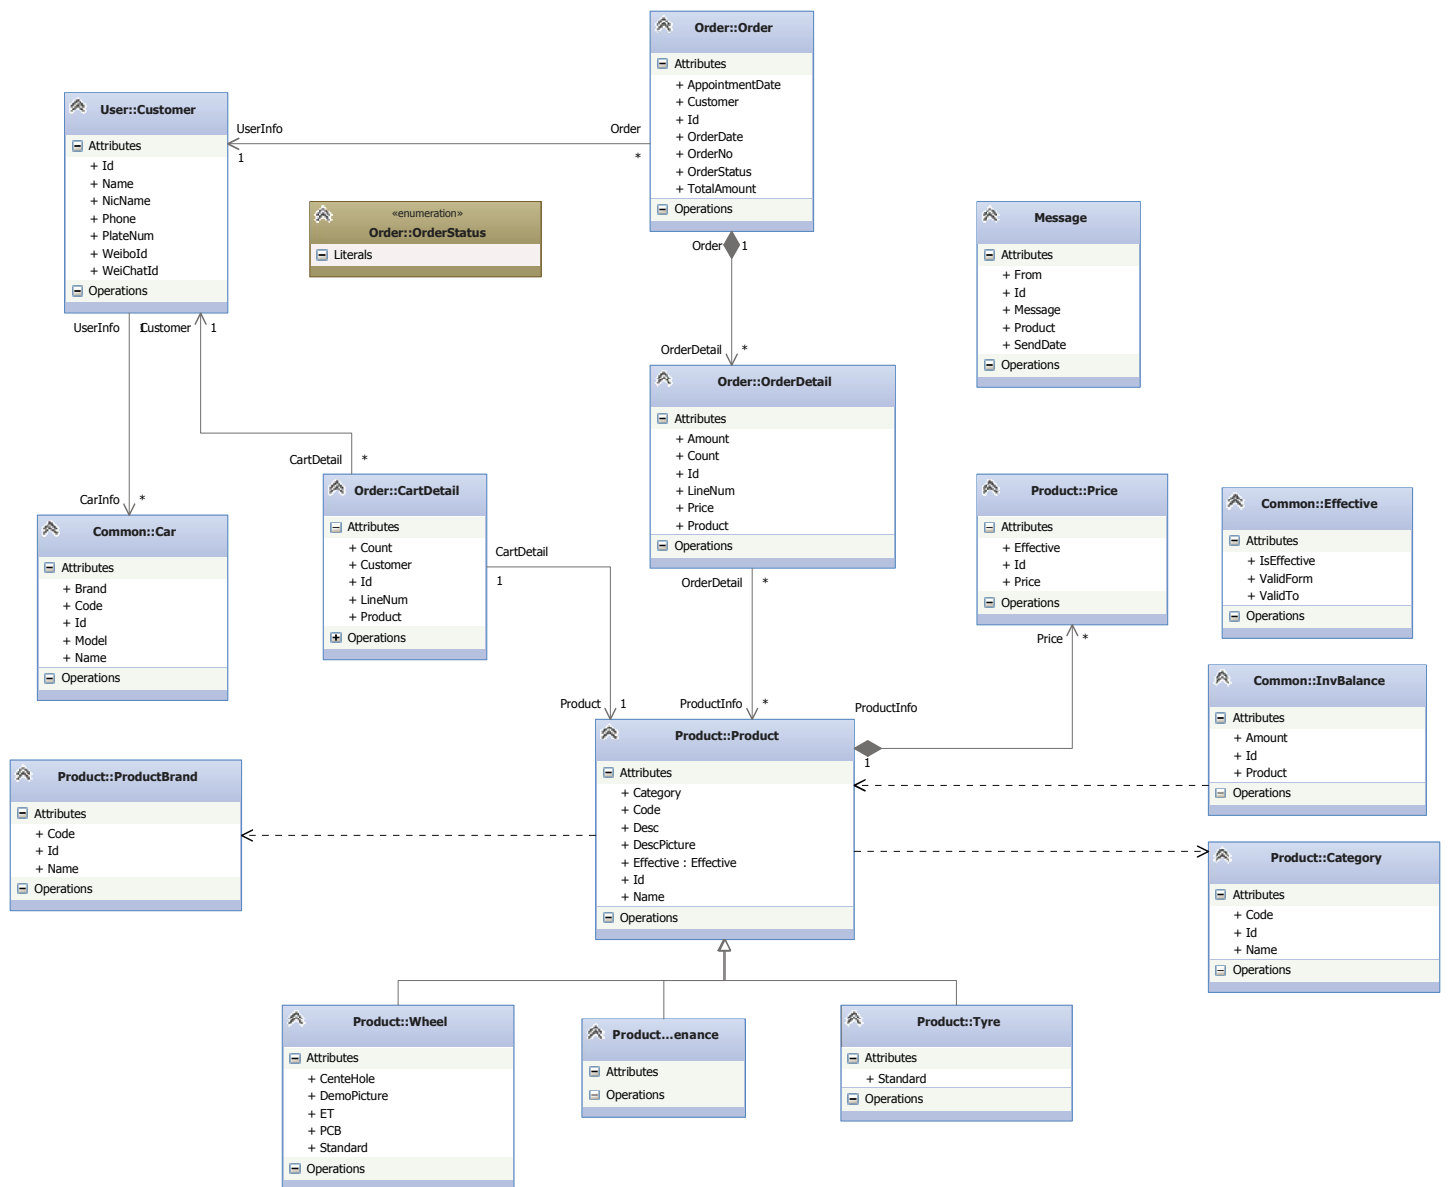 Order::Order
Attributes
+ AppointmentDate
+ Customer
+ Id
+ OrderDate
+ OrderNo
+ OrderStatus
+ TotalAmount
Operations
User::Customer
Attributes
+ Id
+ Name
+ NicName
+ Phone
+ PlateNum
+ WeiboId
+ WeiChatId
Operations
UserInfo
1
Order
*
«enumeration»
Order::OrderStatus
Literals
Message
Attributes
+ From
+ Id
+ Message
+ Product
+ SendDate
Operations
Order
1
OrderDetail
*
UserInfo
1
Customer
1
CartDetail
*
CarInfo
*
Order::OrderDetail
Attributes
+ Amount
+ Count
+ Id
+ LineNum
+ Price
+ Product
Operations
Order::CartDetail
Attributes
+ Count
+ Customer
+ Id
+ LineNum
+ Product
Operations
CartDetail
1
Common::Car
Attributes
+ Brand
+ Code
+ Id
+ Model
+ Name
Operations
Product::Price
Attributes
+ Effective
+ Id
+ Price
Operations
Common::Effective
Attributes
+ IsEffective
+ ValidForm
+ ValidTo
Operations
OrderDetail
*
Price
*
Product
1
ProductInfo
*
ProductInfo
1
Common::InvBalance
Attributes
+ Amount
+ Id
+ Product
Operations
Product::Product
Attributes
+ Category
+ Code
+ Desc
+ DescPicture
+ Effective : Effective
+ Id
+ Name
Operations
Product::ProductBrand
Attributes
+ Code
+ Id
+ Name
Operations
Product::Category
Attributes
+ Code
+ Id
+ Name
Operations
Product::Wheel
Attributes
+ CenteHole
+ DemoPicture
+ ET
+ PCB
+ Standard
Operations
Product...enance
Attributes
Operations
Product::Tyre
Attributes
+ Standard
Operations